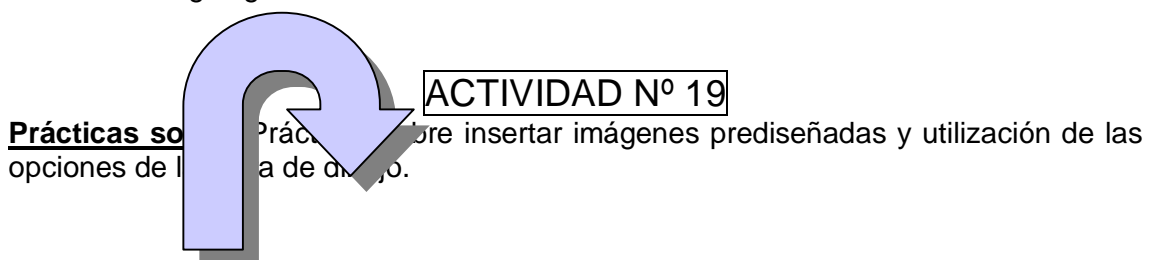 ACTIVIDAD Nº 19
Prácticas so Prác bre insertar imágenes prediseñadas y utilización de las
opciones de l a de di jo.